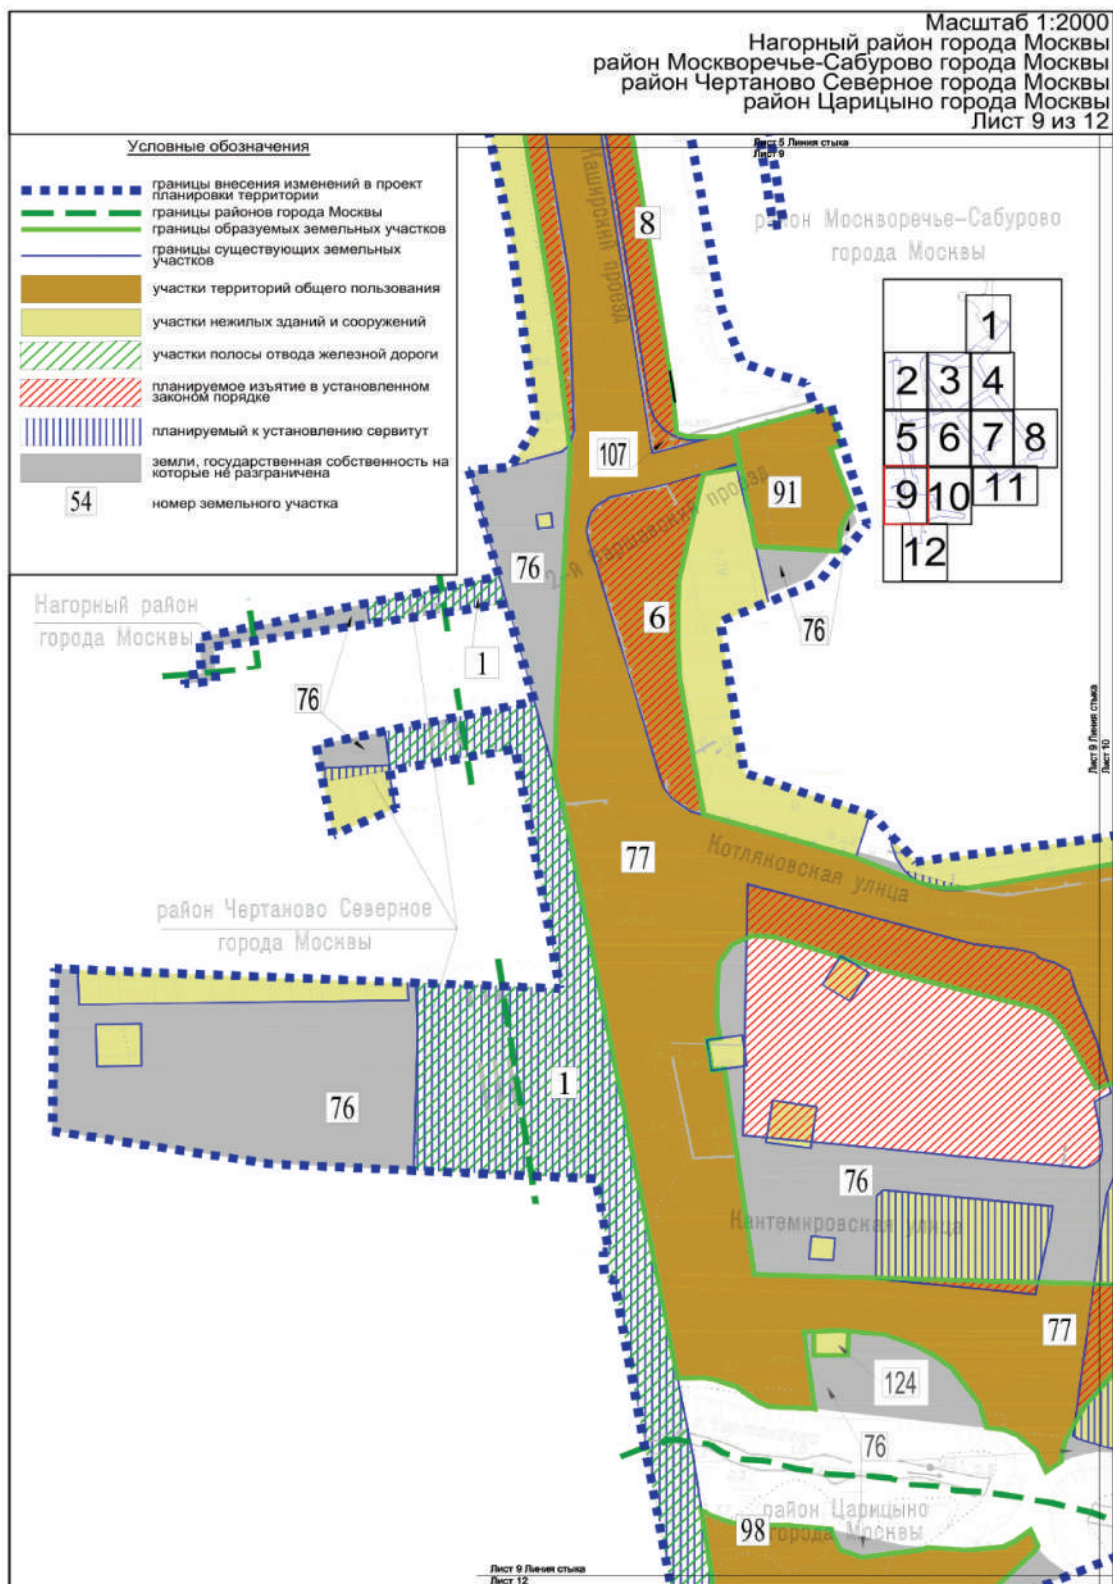 Масштаб 1:2000
Нагорный район города Москвы
район Москворечье-Сабурово города Москвы
район Чертаново Северное города Москвы
район Царицыно города Москвы
Лист 9 из 12
Условные обозначения
границы внесения изменений в проект
планировки территории
границы районов города Москвы
границы образуемых земельных участков
границы существующих земельных
участков
участки территорий общего пользования
участки нежилых зданий и сооружений
участки полосы отвода железной дороги
планируемое изъятие в установленном
законом порядке
планируемый к установлению сервитут
земли, государственная собственность на
которые не разграничена
54
номер земельного участка
Лист 5 Линия стыка
Лист 9
Каширский проезд
8
район Москворечье-Сабурово
города Москвы
1
2 3 4
5 6 7 8
9 10 11
12
107
91
2-й Варшавский проезд
76
6
76
Нагорный район
города Москвы
1
76
Лист 9 Линия стыка
Лист 10
77
Котляковская улица
район Чертаново Северное
города Москвы
76
1
76
Кантемировская улица
77
124
76
98
район Царицыно
города Москвы
Лист 9 Линия стыка
Лист 12